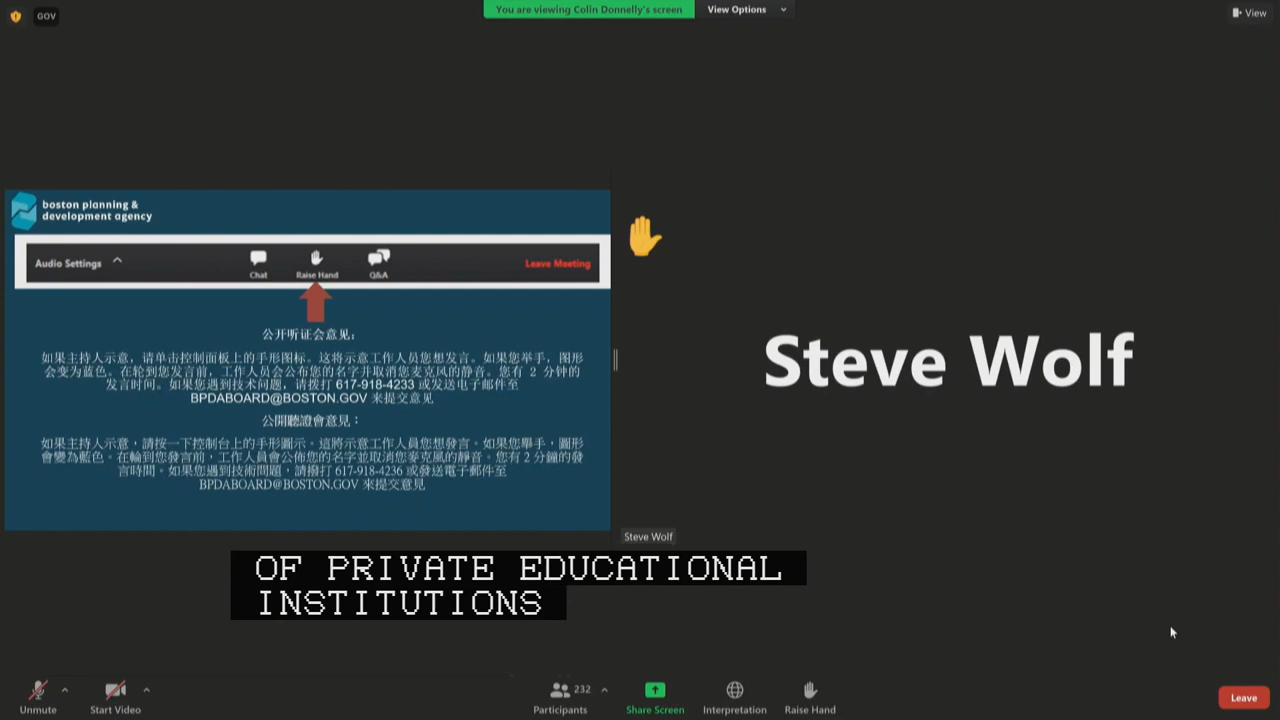 GOV
You are viewing Colin Donnelly's screen
View Options
View
boston planning &
development agency
Audio Settings
Chat
Raise Hand
Q&A
Leave Meeting
公开听证会意见:
如果主持人示意，请单击控制面板上的手形图标。这将示意工作人员您想发言。如果您举手，图形
会变为蓝色。在轮到您发言前，工作人员会公布您的名字并取消您麦克风的静音。您有 2 分钟的
发言时间。如果您遇到技术问题，请拨打 617-918-4233 或发送电子邮件至
BPDABOARD@BOSTON.GOV 来提交意见
公開聽證會意見：
如果主持人示意，請按一下控制台上的手形圖示。這將示意工作人員您想發言。如果您舉手，圖形
會變為藍色。在輪到您發言前，工作人員會公佈您的名字並取消您麥克風的靜音。您有 2 分鐘的發
言時間。如果您遇到技術問題，請撥打 617-918-4236 或發送電子郵件至
BPDABOARD@BOSTON.GOV 來提交意見
Steve Wolf
Steve Wolf
OF PRIVATE EDUCATIONAL
INSTITUTIONS
Unmute
Start Video
232
Participants
Share Screen
Interpretation
Raise Hand
Leave